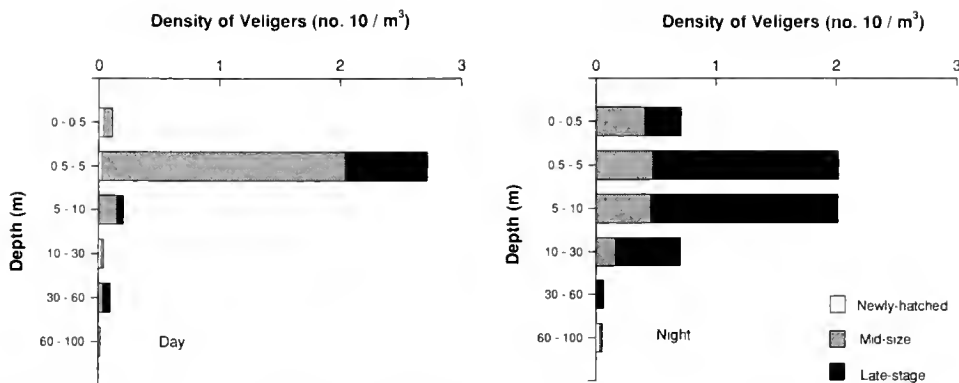 Density of Veligers (no. 10 / m³)
0 1 2 3
Depth (m)
0 - 0.5
0.5 - 5
5 - 10
10 - 30
30 - 60
60 - 100
Day
Density of Veligers (no. 10 / m³)
0 1 2 3
Depth (m)
0 - 0.5
0.5 - 5
5 - 10
10 - 30
30 - 60
60 - 100
Night
Newly-hatched
Mid-size
Late-stage